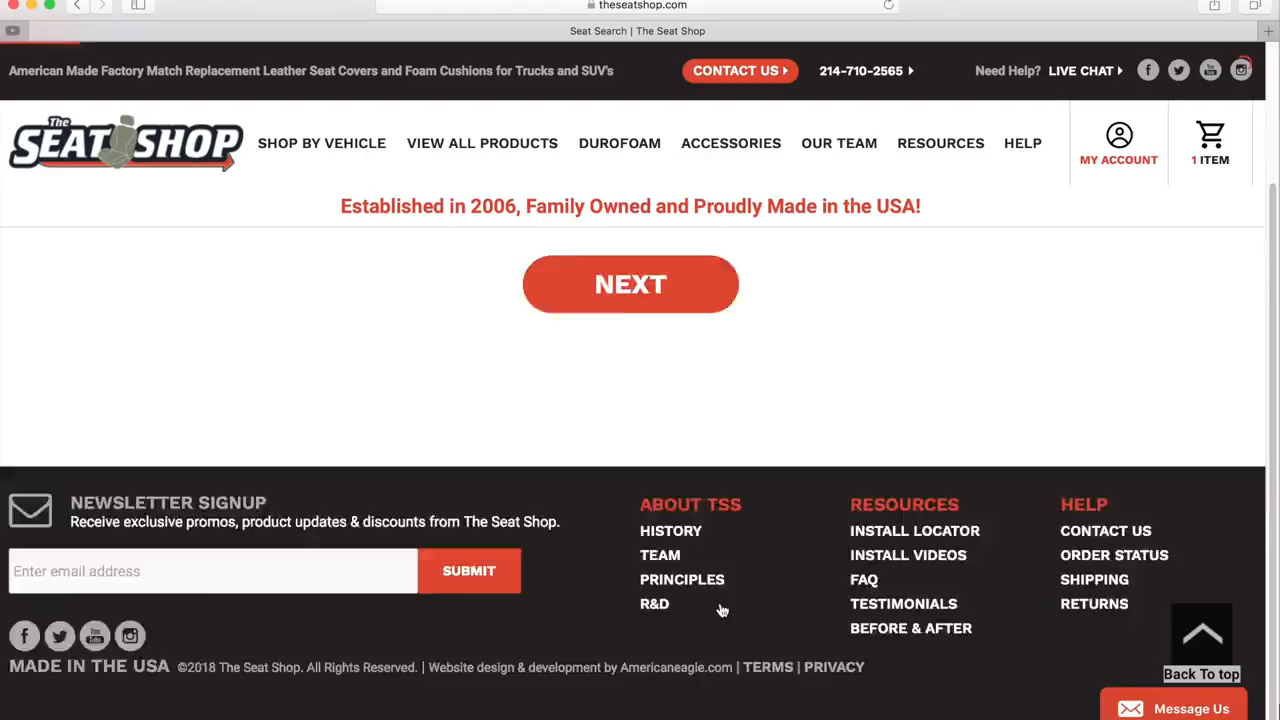 theseatshop.com
Seat Search | The Seat Shop
American Made Factory Match Replacement Leather Seat Covers and Foam Cushions for Trucks and SUV's
CONTACT US
214-710-2565
Need Help? LIVE CHAT
The SEAT SHOP
SHOP BY VEHICLE
VIEW ALL PRODUCTS
DUROFOAM
ACCESSORIES
OUR TEAM
RESOURCES
HELP
MY ACCOUNT
1 ITEM
Established in 2006, Family Owned and Proudly Made in the USA!
NEXT
NEWSLETTER SIGNUP
Receive exclusive promos, product updates & discounts from The Seat Shop.
Enter email address
SUBMIT
ABOUT TSS
HISTORY
TEAM
PRINCIPLES
R&D
RESOURCES
INSTALL LOCATOR
INSTALL VIDEOS
FAQ
TESTIMONIALS
BEFORE & AFTER
HELP
CONTACT US
ORDER STATUS
SHIPPING
RETURNS
MADE IN THE USA ©2018 The Seat Shop. All Rights Reserved. | Website design & development by Americaneagle.com | TERMS | PRIVACY
Back To top
Message Us